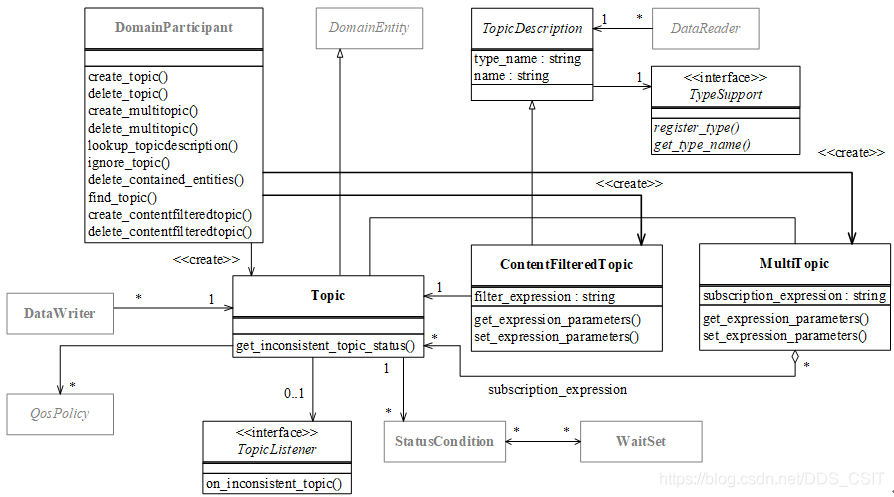 DomainParticipant
create_topic()
delete_topic()
create_multitopic()
delete_multitopic()
lookup_topicdescription()
ignore_topic()
delete_contained_entities()
find_topic()
create_contentfilteredtopic()
delete_contentfilteredtopic()
DomainEntity
TopicDescription
type_name : string
name : string
1
*
DataReader
1
<<interface>>
TypeSupport
register_type()
get_type_name()
<<create>>
<<create>>
<<create>>
ContentFilteredTopic
filter_expression : string
get_expression_parameters()
set_expression_parameters()
MultiTopic
subscription_expression : string
get_expression_parameters()
set_expression_parameters()
DataWriter
*
1
Topic
get_inconsistent_topic_status()
1
*
*
subscription_expression
*
QosPolicy
0..1
<<interface>>
TopicListener
on_inconsistent_topic()
1
*
StatusCondition
*
*
WaitSet
https://blog.csdn.net/DDS_CSIT